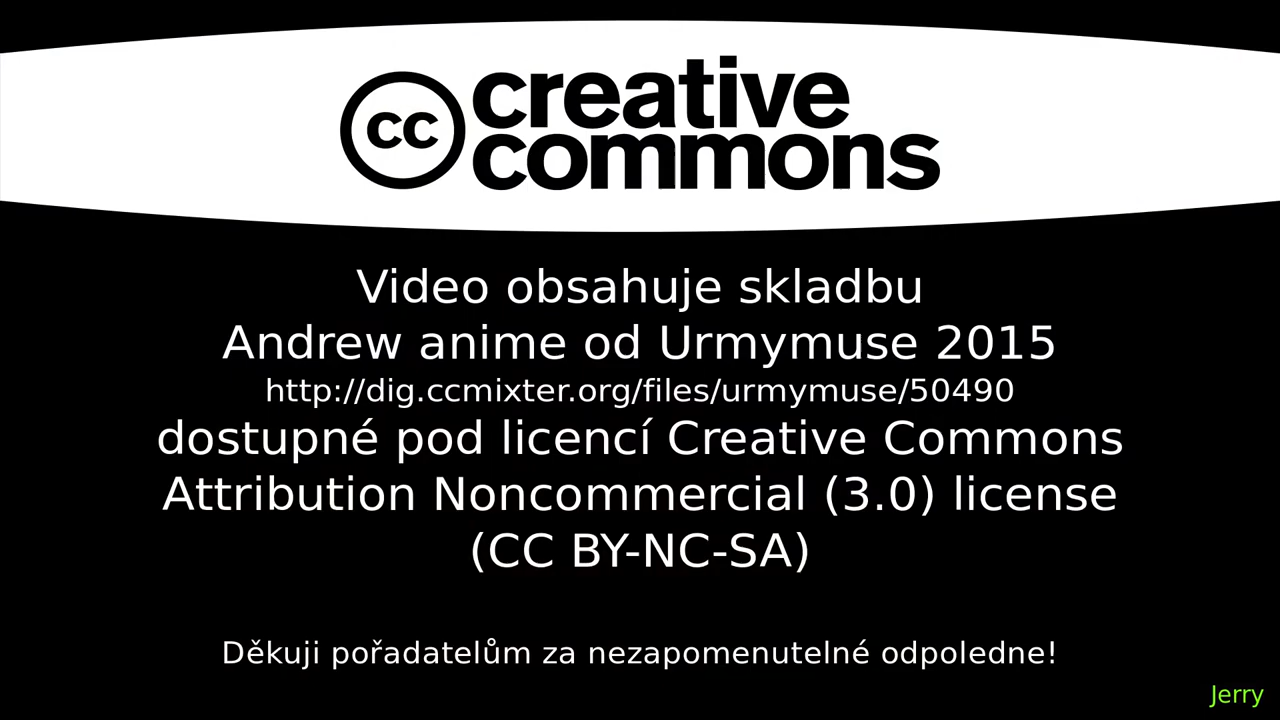 cc creative
commons
Video obsahuje skladbu
Andrew anime od Urmymuse 2015
http://dig.ccmixter.org/files/urmymuse/50490
dostupné pod licencí Creative Commons
Attribution Noncommercial (3.0) license
(CC BY-NC-SA)
Děkuji pořadatelům za nezapomenutelné odpoledne!
Jerry